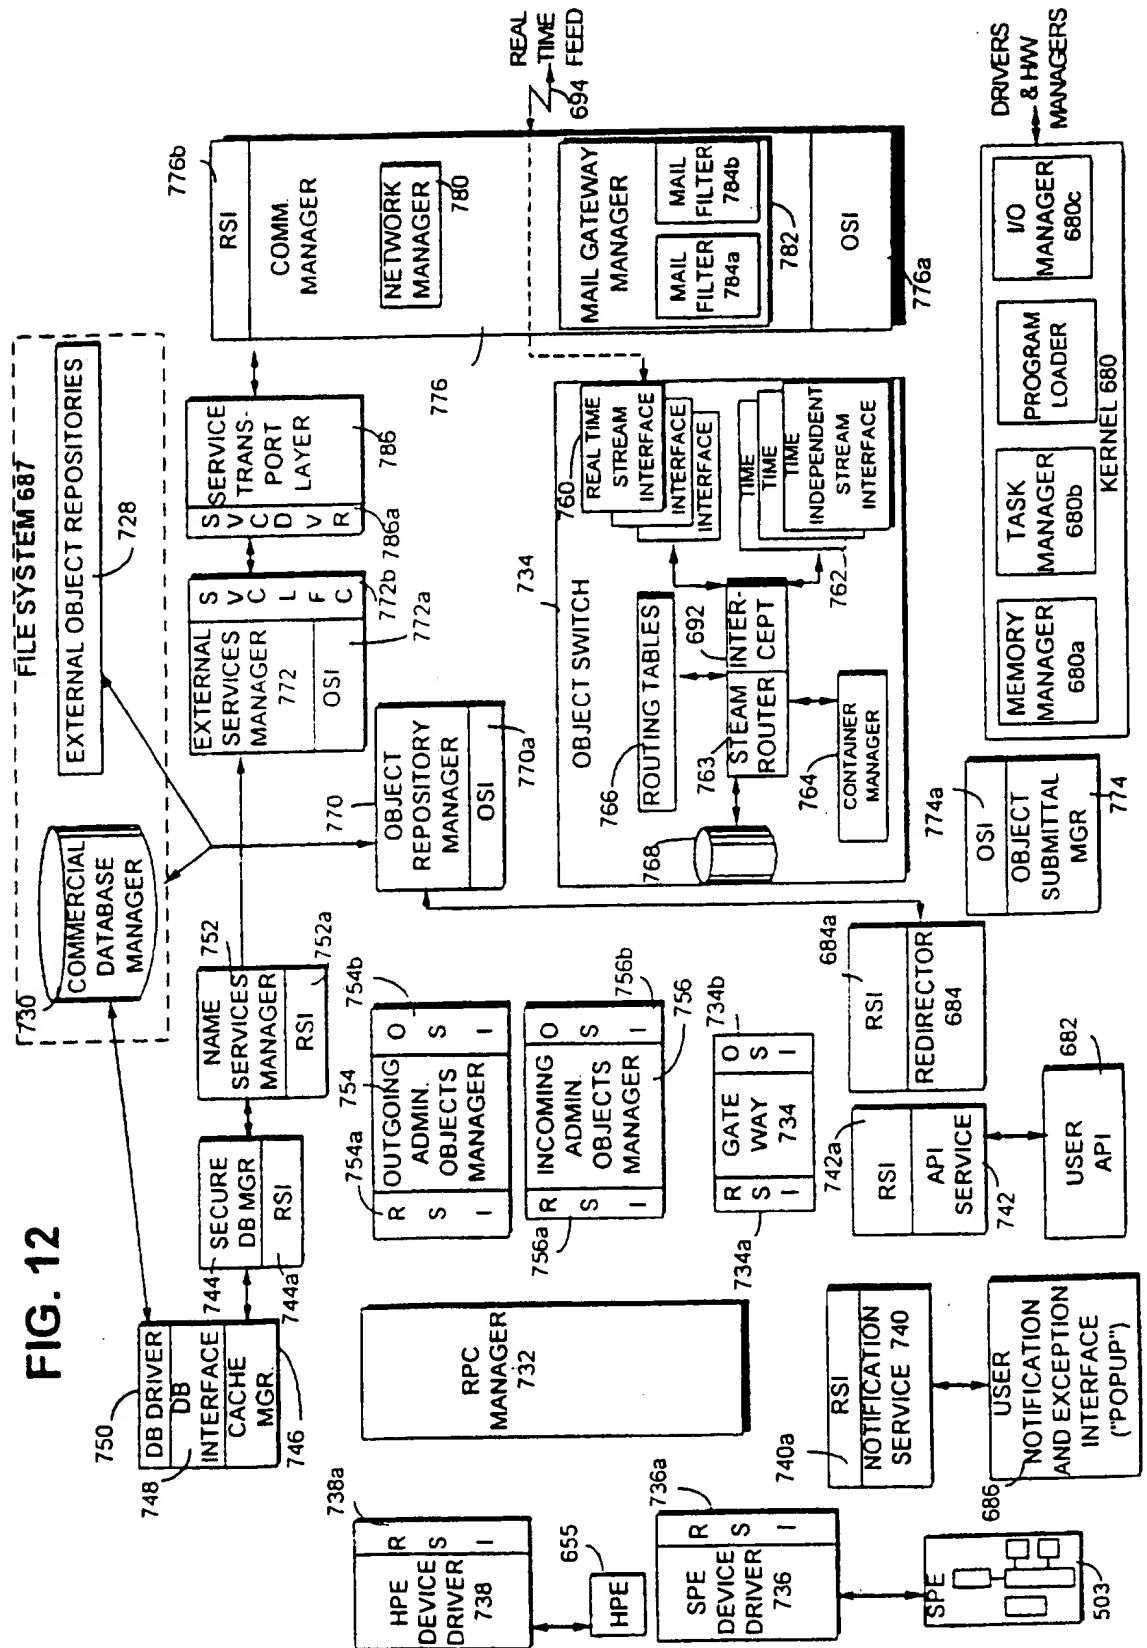 FIG. 12
FILE SYSTEM 687
730
COMMERCIAL
DATABASE
MANAGER
EXTERNAL OBJECT REPOSITORIES
728
750
DB DRIVER
DB
INTERFACE
CACHE
MGR.
748
746
744
SECURE
DB MGR
RSI
744a
NAME
SERVICES
MANAGER
RSI
752
752a
EXTERNAL
SERVICES
MANAGER
772
OSI
S
V
C
L
F
C
772b
772a
S
V
C
D
V
R
SERVICE
TRANS-
PORT
LAYER
786
786a
776b
RSI
COMM.
MANAGER
NETWORK
MANAGER
780
MAIL GATEWAY
MANAGER
MAIL
FILTER
784a
MAIL
FILTER
784b
782
OSI
776a
776
REAL
TIME
FEED
694
738a
HPE
DEVICE
DRIVER
738
R
S
I
655
HPE
RPC
MANAGER
732
754a
R
S
I
OUTGOING
ADMIN.
OBJECTS
MANAGER
O
S
I
754
754b
756a
R
S
I
INCOMING
ADMIN.
OBJECTS
MANAGER
O
S
I
756b
756
770
OBJECT
REPOSITORY
MANAGER
OSI
770a
734
OBJECT SWITCH
760
REAL TIME
STREAM
INTERFACE
INTERFACE
INTERFACE
TIME
TIME
TIME
INDEPENDENT
STREAM
INTERFACE
762
766
ROUTING TABLES
692
763
STEAM
ROUTER
INTER-
CEPT
764
CONTAINER
MANAGER
768
736a
SPE
DEVICE
DRIVER
736
R
S
I
SPE
503
734b
R
S
I
GATE
WAY
734
O
S
I
734a
740a
RSI
NOTIFICATION
SERVICE 740
686
USER
NOTIFICATION
AND EXCEPTION
INTERFACE
("POPUP")
742a
RSI
API
SERVICE
742
USER
API
682
684a
RSI
REDIRECTOR
684
774a
OSI
OBJECT
SUBMITTAL
MGR
774
MEMORY
MANAGER
680a
TASK
MANAGER
680b
PROGRAM
LOADER
I/O
MANAGER
680c
KERNEL 680
DRIVERS
& H/W
MANAGERS